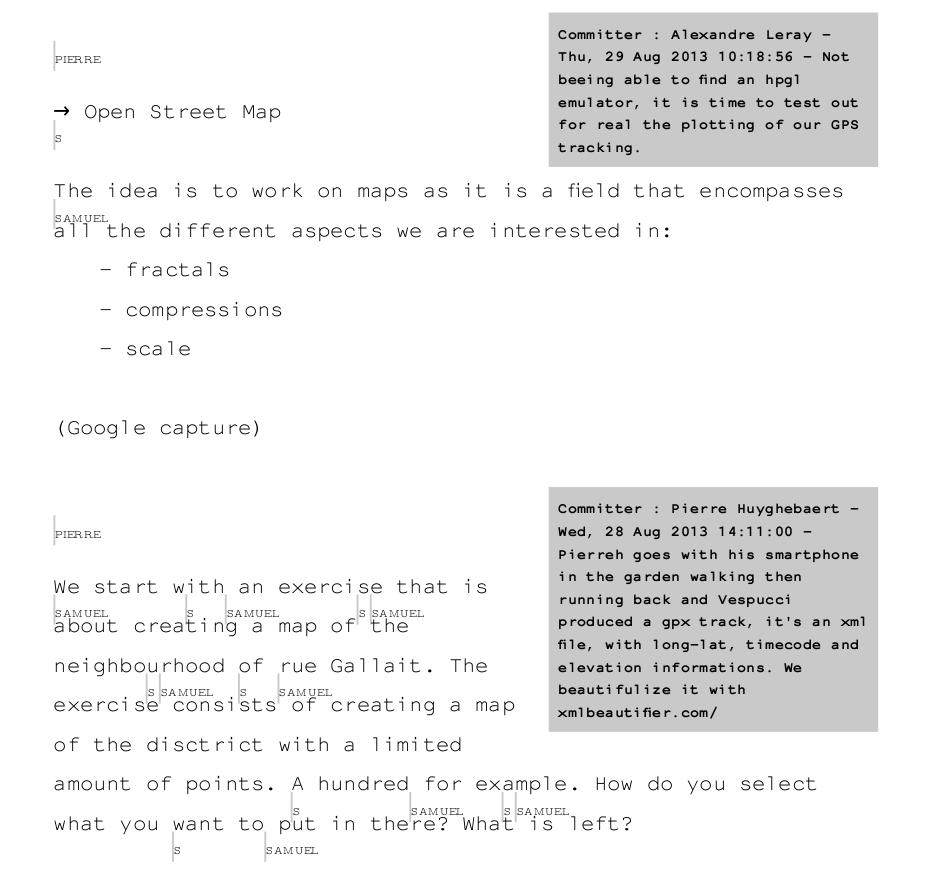 PIERRE
Committer : Alexandre Leray –
Thu, 29 Aug 2013 10:18:56 – Not
beeing able to find an hpgl
emulator, it is time to test out
for real the plotting of our GPS
tracking.
→ Open Street Map
S
The idea is to work on maps as it is a field that encompasses
SAMUEL
all the different aspects we are interested in:
– fractals
– compressions
– scale
(Google capture)
PIERRE
Committer : Pierre Huyghebaert –
Wed, 28 Aug 2013 14:11:00 –
Pierreh goes with his smartphone
in the garden walking then
running back and Vespucci
produced a gpx track, it's an xml
file, with long-lat, timecode and
elevation informations. We
beautifulize it with
xmlbeautifier.com/
We start with an exercise that is
SAMUEL S SAMUEL S SAMUEL
about creating a map of the
neighbourhood of rue Gallait. The
S SAMUEL S SAMUEL
exercise consists of creating a map
of the disctrict with a limited
amount of points. A hundred for example. How do you select
S SAMUEL S SAMUEL
what you want to put in there? What is left?
S SAMUEL